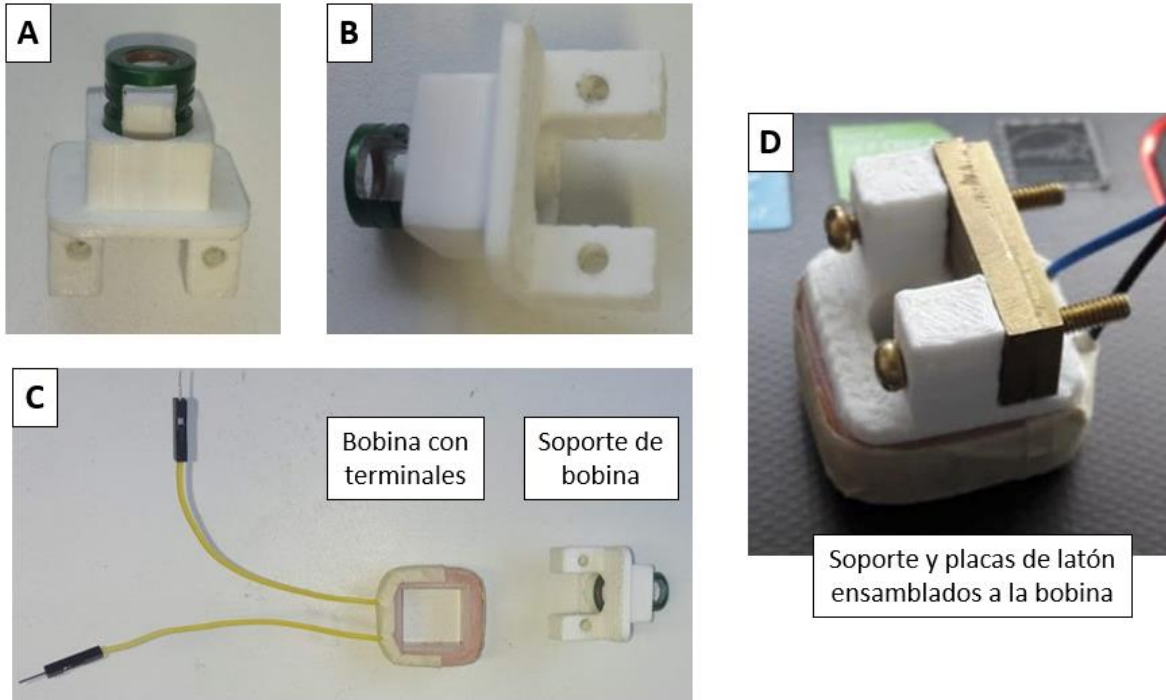 A
B
C
Bobina con
terminales
Soporte de
bobina
D
Soporte y placas de latón
ensamblados a la bobina